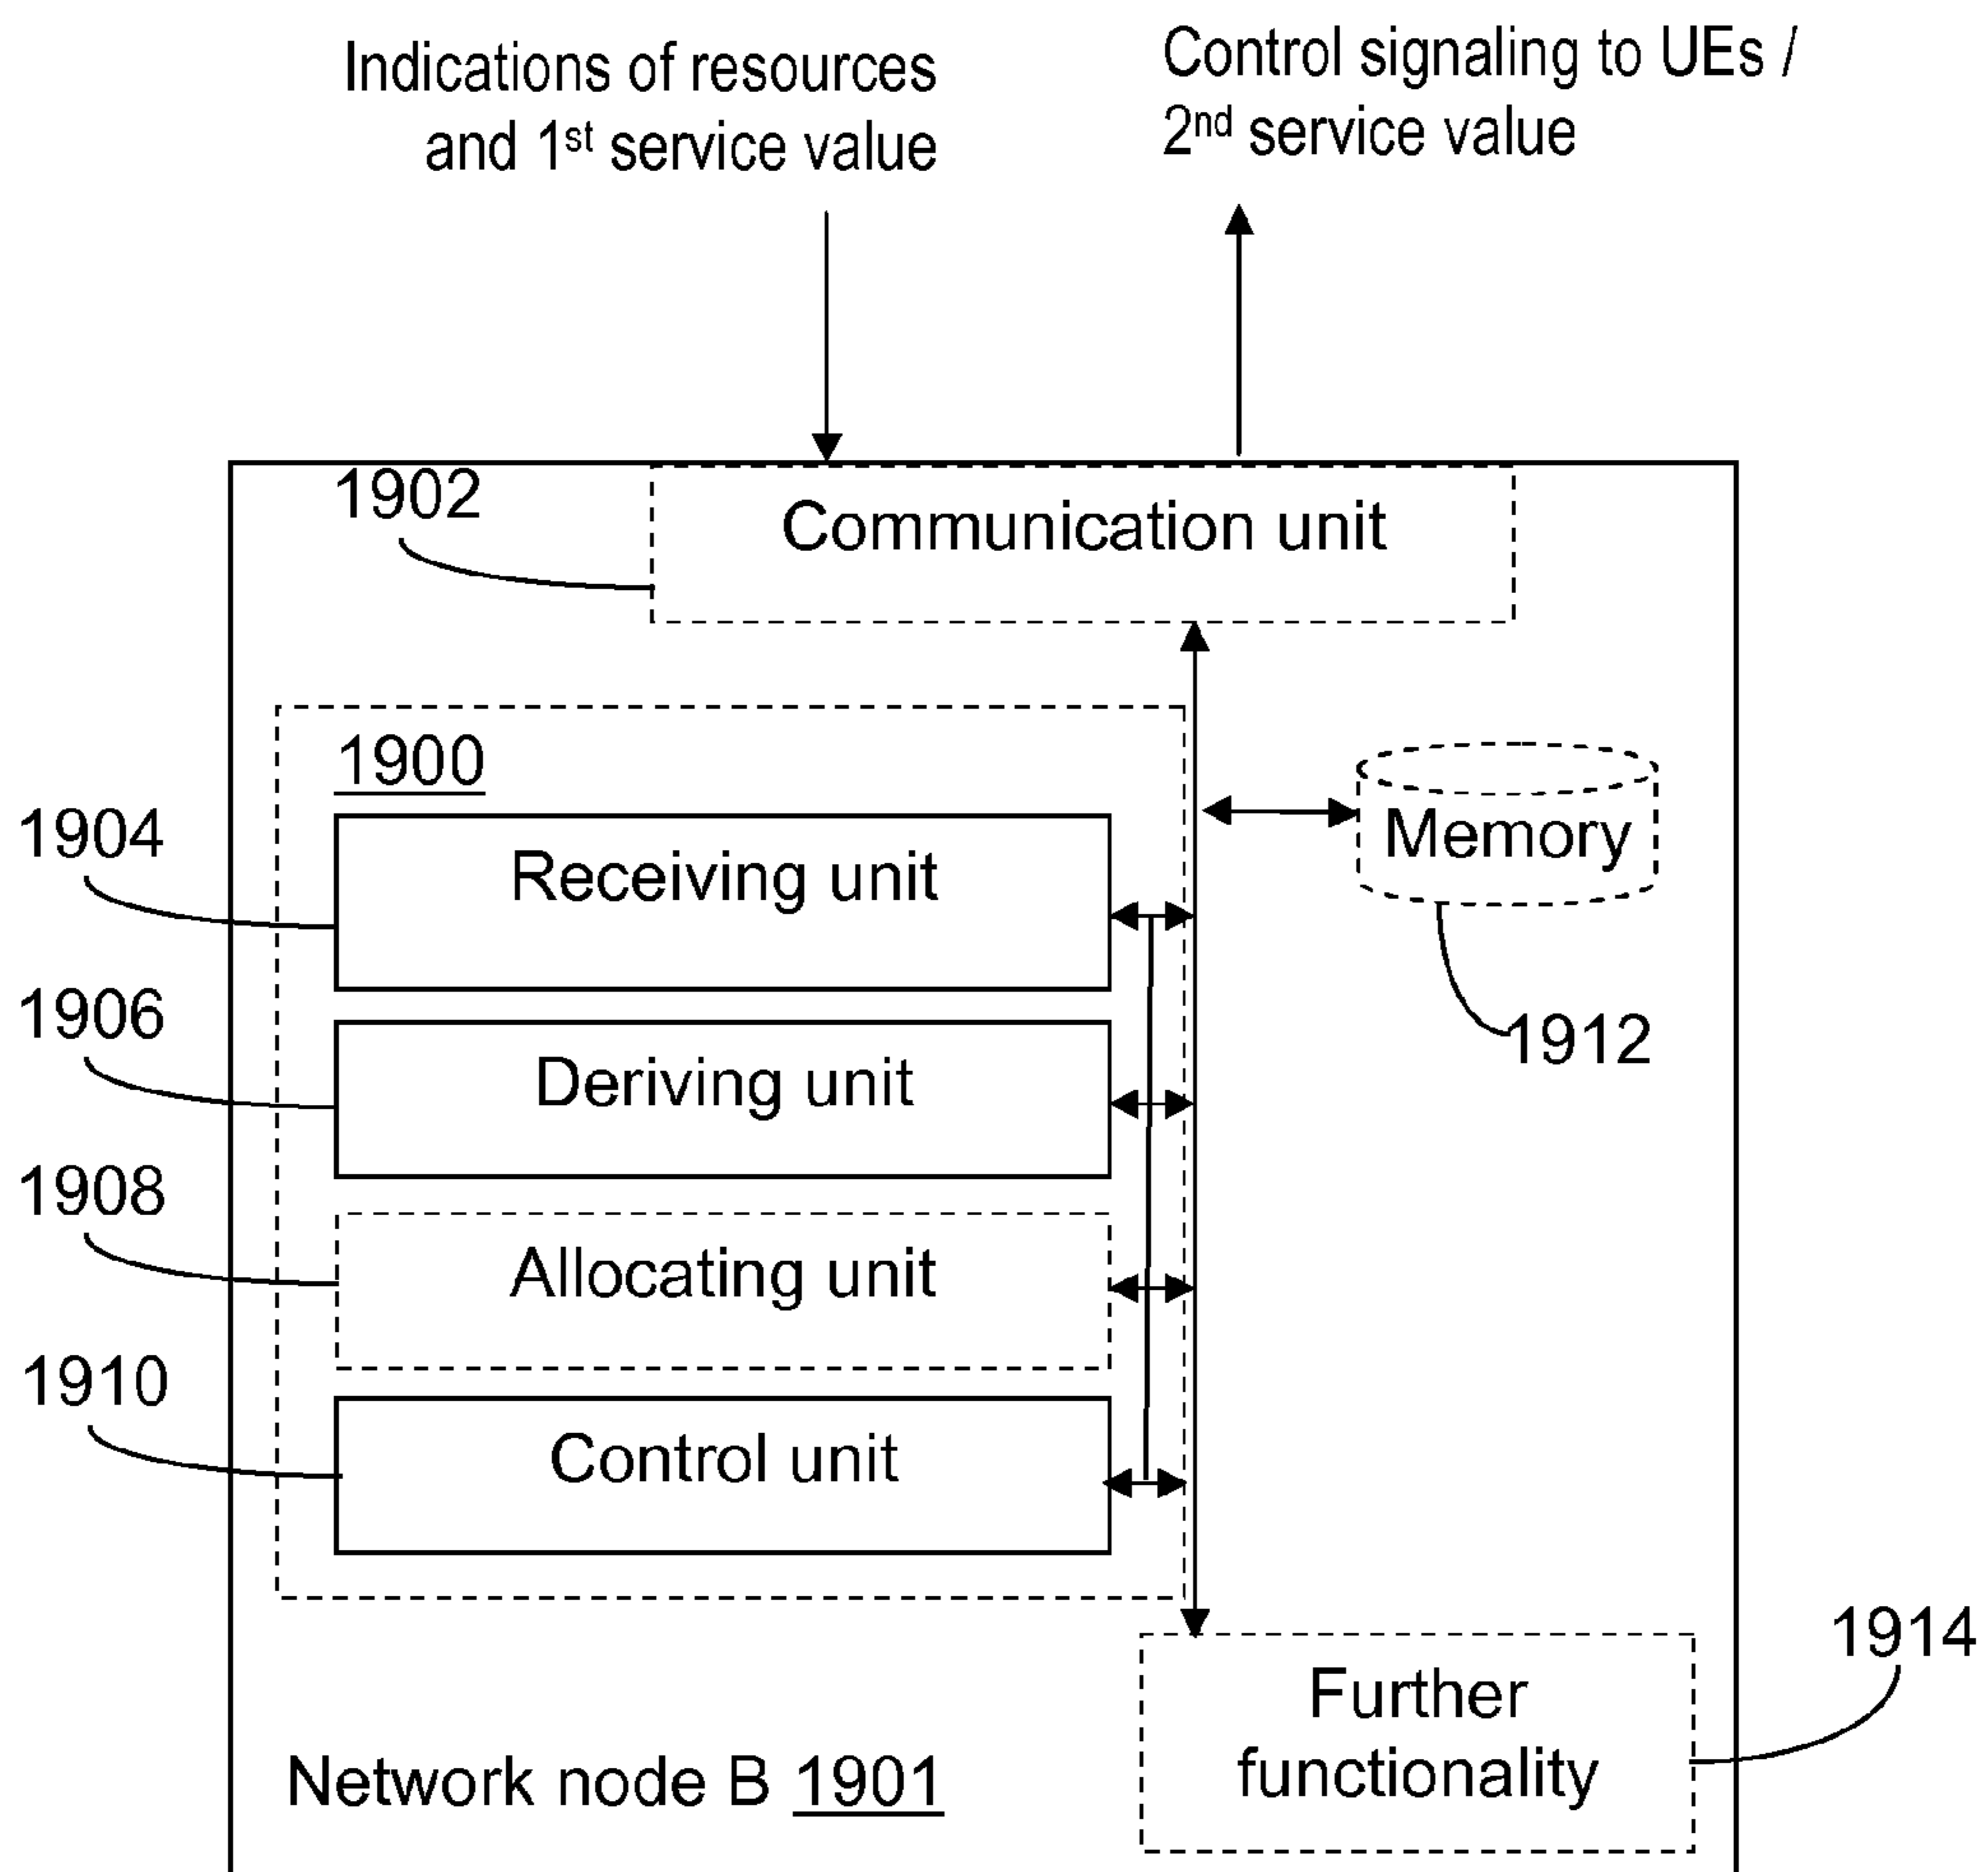 Indications of resources
and 1st service value
Control signaling to UEs /
2nd service value
1902
Communication unit
1900
1904
Receiving unit
Memory
1906
Deriving unit
1912
1908
Allocating unit
1910
Control unit
1914
Further
functionality
Network node B 1901